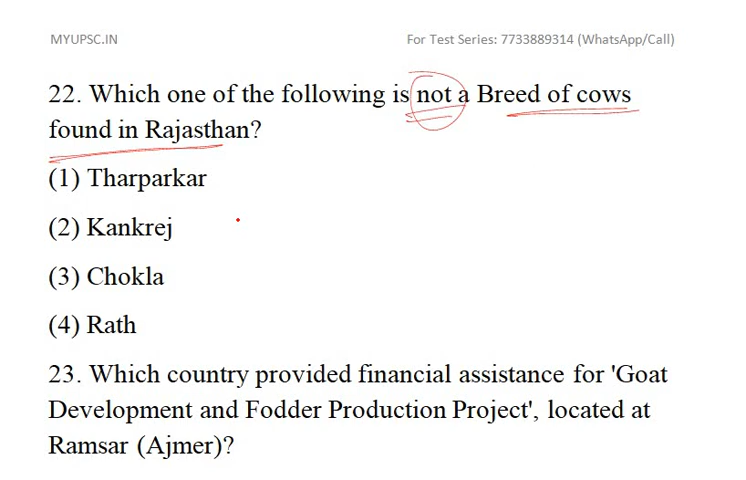 MYUPSC.IN
For Test Series: 7733889314 (WhatsApp/Call)
22. Which one of the following is not a Breed of cows
found in Rajasthan?
(1) Tharparkar
(2) Kankrej
(3) Chokla
(4) Rath
23. Which country provided financial assistance for 'Goat
Development and Fodder Production Project', located at
Ramsar (Ajmer)?